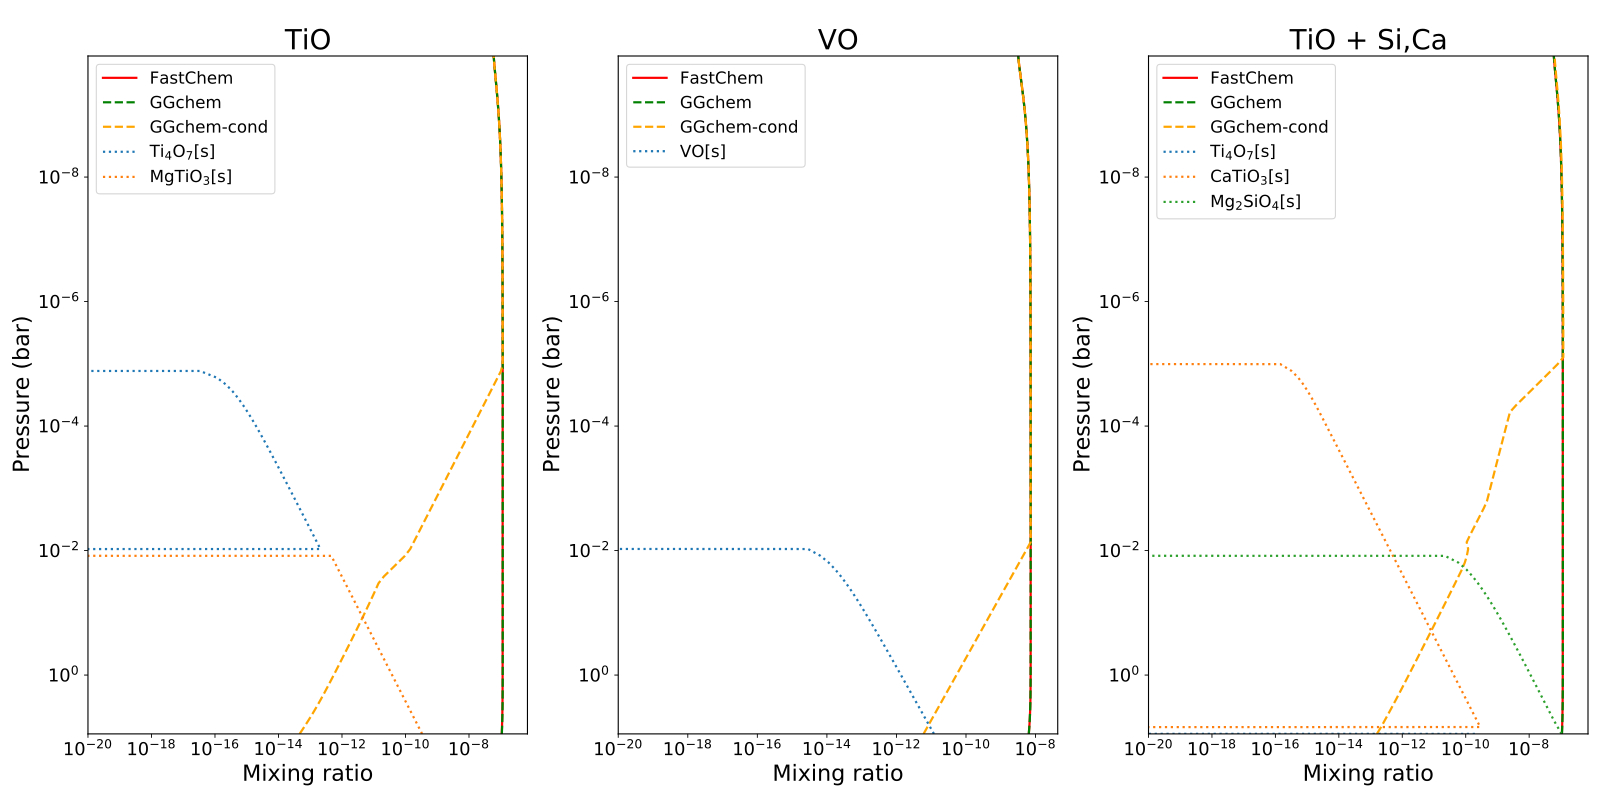 TiO
FastChem
GGchem
GGchem-cond
Ti₄O₇[s]
MgTiO₃[s]
10⁻⁸
10⁻⁶
10⁻⁴
10⁻²
10⁰
Pressure (bar)
10⁻²⁰ 10⁻¹⁸ 10⁻¹⁶ 10⁻¹⁴ 10⁻¹² 10⁻¹⁰ 10⁻⁸
Mixing ratio
VO
FastChem
GGchem
GGchem-cond
VO[s]
10⁻⁸
10⁻⁶
10⁻⁴
10⁻²
10⁰
Pressure (bar)
10⁻²⁰ 10⁻¹⁸ 10⁻¹⁶ 10⁻¹⁴ 10⁻¹² 10⁻¹⁰ 10⁻⁸
Mixing ratio
TiO + Si,Ca
FastChem
GGchem
GGchem-cond
Ti₄O₇[s]
CaTiO₃[s]
Mg₂SiO₄[s]
10⁻⁸
10⁻⁶
10⁻⁴
10⁻²
10⁰
Pressure (bar)
10⁻²⁰ 10⁻¹⁸ 10⁻¹⁶ 10⁻¹⁴ 10⁻¹² 10⁻¹⁰ 10⁻⁸
Mixing ratio